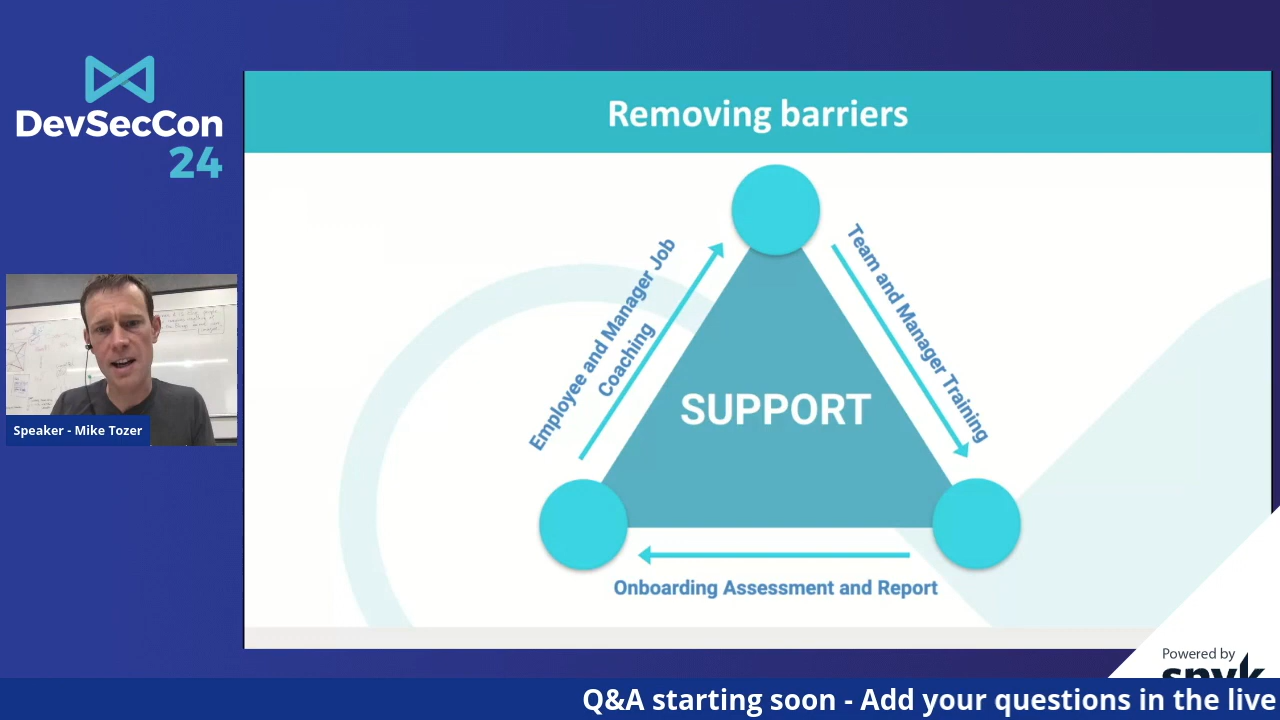 DevSecCon
24
Removing barriers
Employee and Manager Job
Coaching
Team and Manager Training
SUPPORT
Onboarding Assessment and Report
Speaker - Mike Tozer
Powered by
snyk
Q&A starting soon - Add your questions in the live